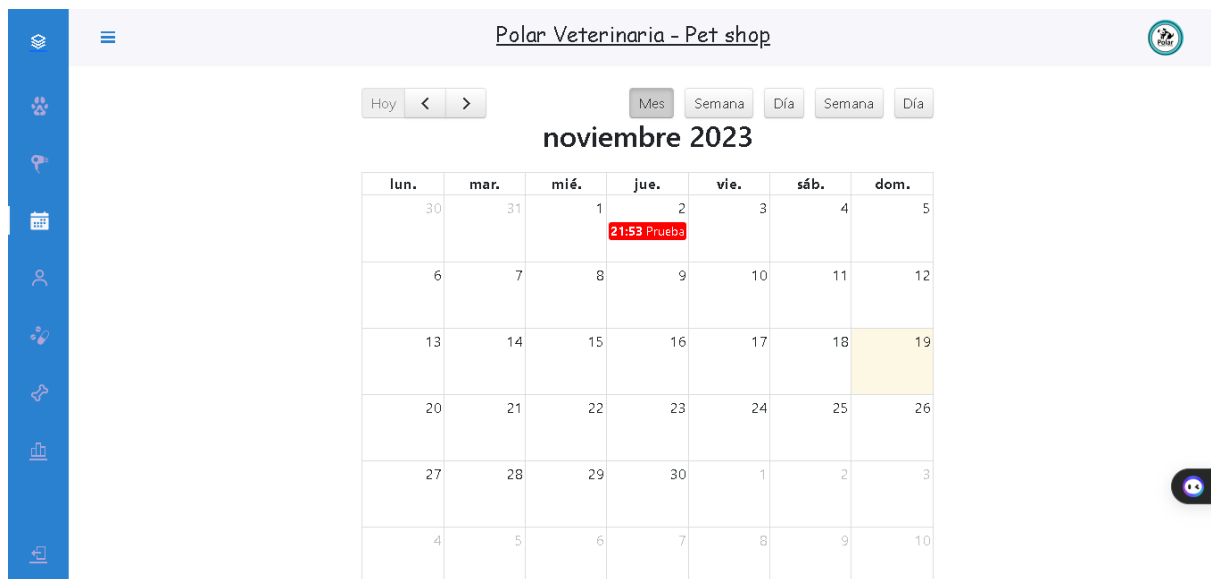 Polar Veterinaria - Pet shop
Polar
Hoy Mes Semana Día Semana Día
noviembre 2023
lun. mar. mié. jue. vie. sáb. dom.
30 31 1 2 3 4 5
21:53 Prueba
6 7 8 9 10 11 12
13 14 15 16 17 18 19
20 21 22 23 24 25 26
27 28 29 30 1 2 3
4 5 6 7 8 9 10